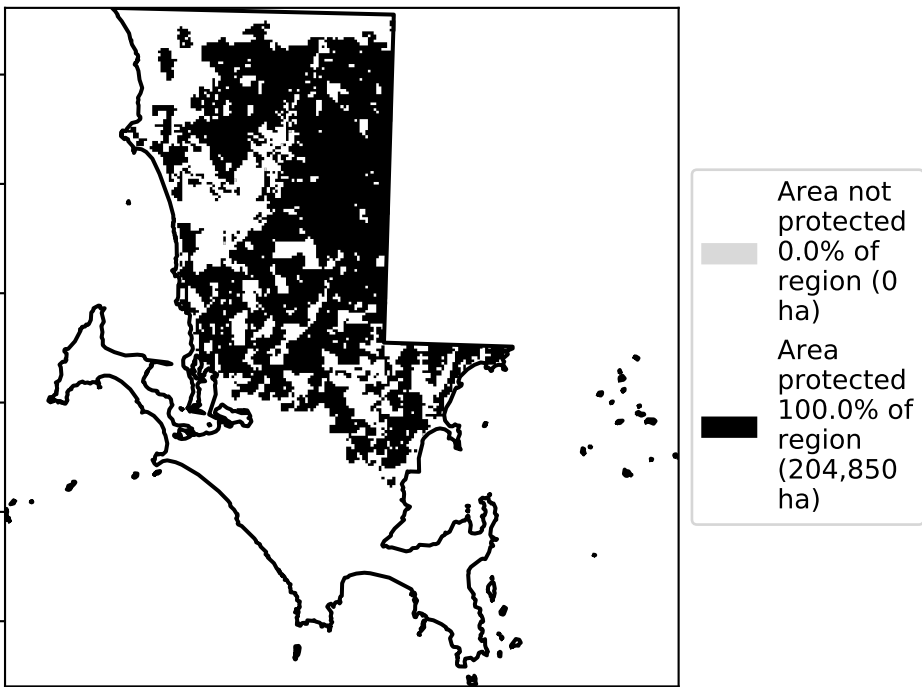 Area not
protected
0.0% of
region (0
ha)
Area
protected
100.0% of
region
(204,850
ha)